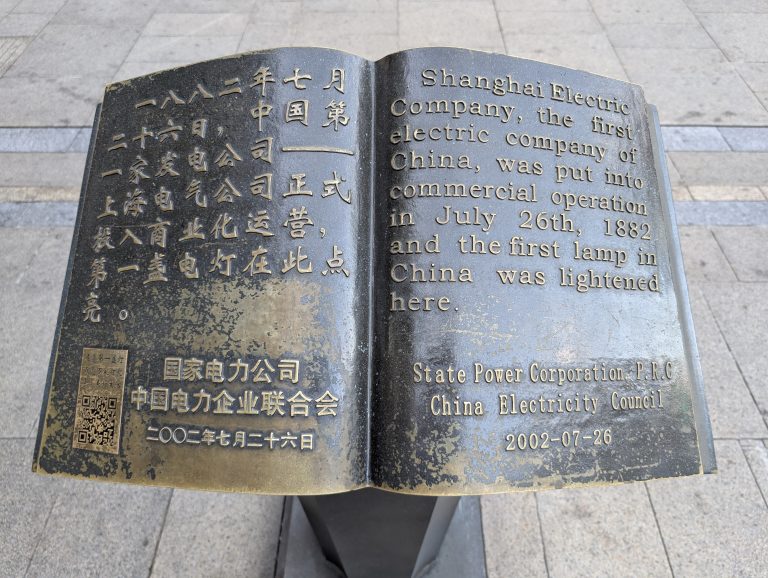 一八八二年七月
二十六日，中国第
一家发电公司——
上海电气公司正式
投入商业化运营，
第一盏电灯在此点
亮。
国家电力公司
中国电力企业联合会
二〇〇二年七月二十六日
Shanghai Electric
Company, the first
electric company of
China, was put into
commercial operation
in July 26th, 1882
and the first lamp in
China was lightened
here.
State Power Corporation, P.R.C
China Electricity Council
2002-07-26